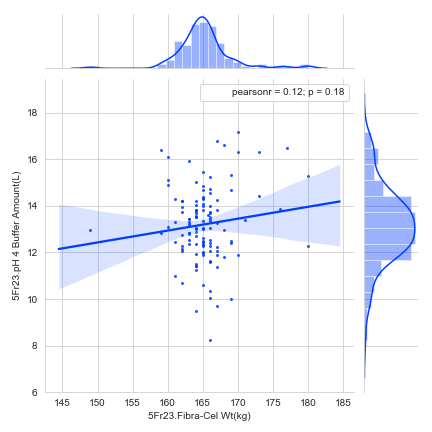 pearsonr = 0.12; p = 0.18
18
16
14
12
10
8
6
5Fr23.pH 4 Buffer Amount(L)
145 150 155 160 165 170 175 180 185
5Fr23.Fibra-Cel Wt(kg)